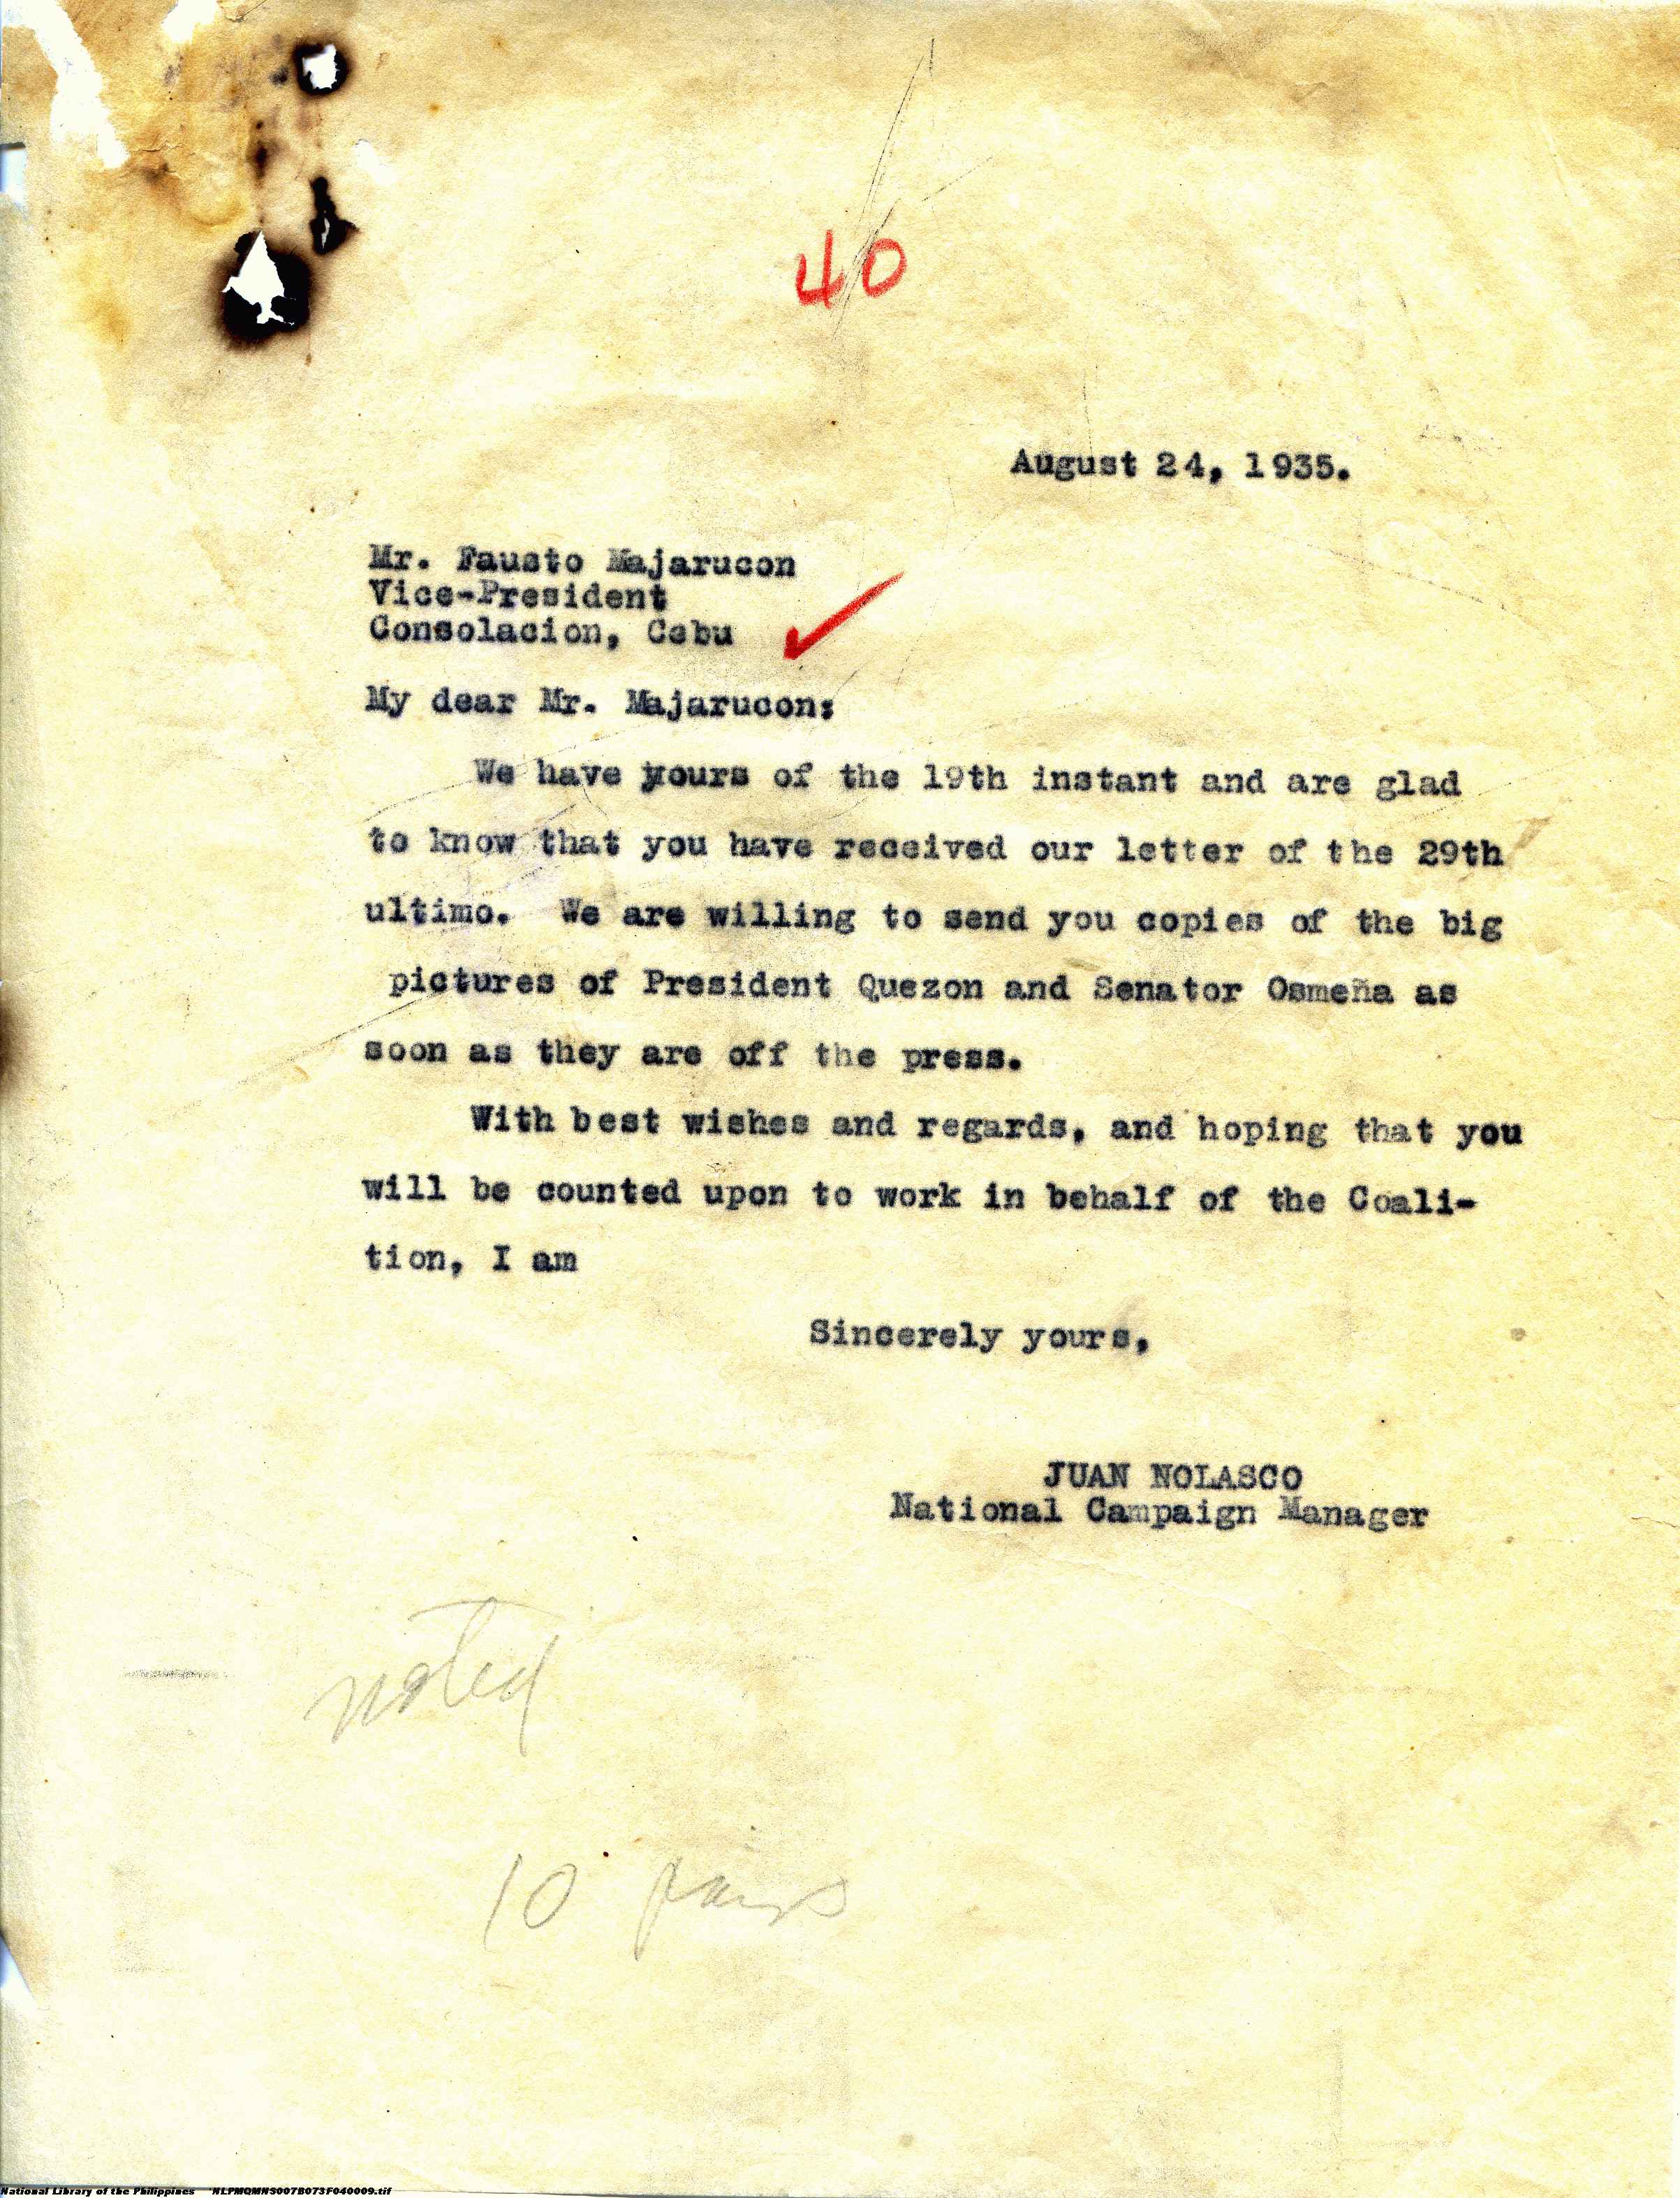 40
August 24, 1935.
Mr. Fausto Majarucon
Vice-President
Consolacion, Cebu
My dear Mr. Majarucon:
We have yours of the 19th instant and are glad
to know that you have received our letter of the 29th
ultimo. We are willing to send you copies of the big
pictures of President Quezon and Senator Osmeña as
soon as they are off the press.
With best wishes and regards, and hoping that you
will be counted upon to work in behalf of the Coali-
tion, I am
Sincerely yours,
JUAN NOLASCO
National Campaign Manager
noted
10 pairs
National Library of the Philippines NLPMQMNS007B073F040009.tif